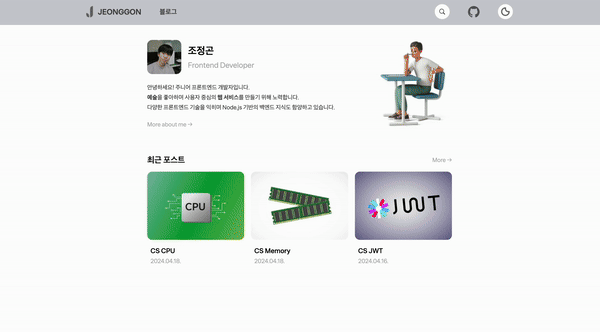 JEONGGON
블로그
조정곤
Frontend Developer
안녕하세요! 주니어 프론트엔드 개발자입니다.
예술을 좋아하며 사용자 중심의 웹 서비스를 만들기 위해 노력합니다.
다양한 프론트엔드 기술을 익히며 Node.js 기반의 백엔드 지식도 함양하고 있습니다.
More about me →
최근 포스트
More →
CPU
JWT
CS CPU
CS Memory
CS JWT
2024.04.18.
2024.04.18.
2024.04.16.